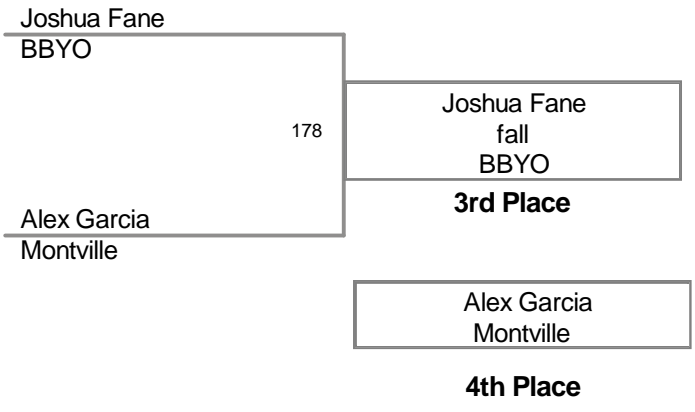 Joshua Fane
BBYO
178
Joshua Fane
fall
BBYO
3rd Place
Alex Garcia
Montville
Alex Garcia
Montville
4th Place